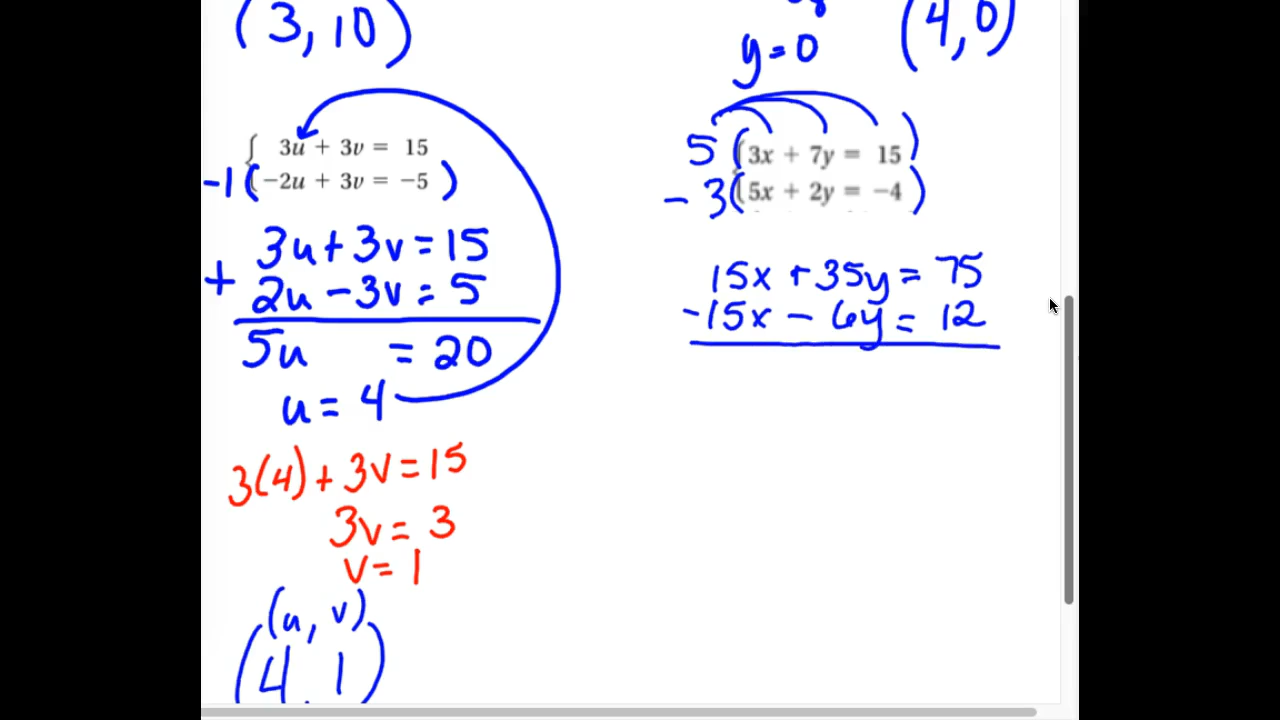 (3, 10)
y = 0
(4, 0)
3u + 3v = 15
-1 ( -2u + 3v = -5 )
3u + 3v = 15
+ 2u - 3v = 5
5u = 20
u = 4
3(4) + 3v = 15
3v = 3
v = 1
(u, v)
(4, 1)
5 ( 3x + 7y = 15 )
-3 ( 5x + 2y = -4 )
15x + 35y = 75
-15x - 6y = 12